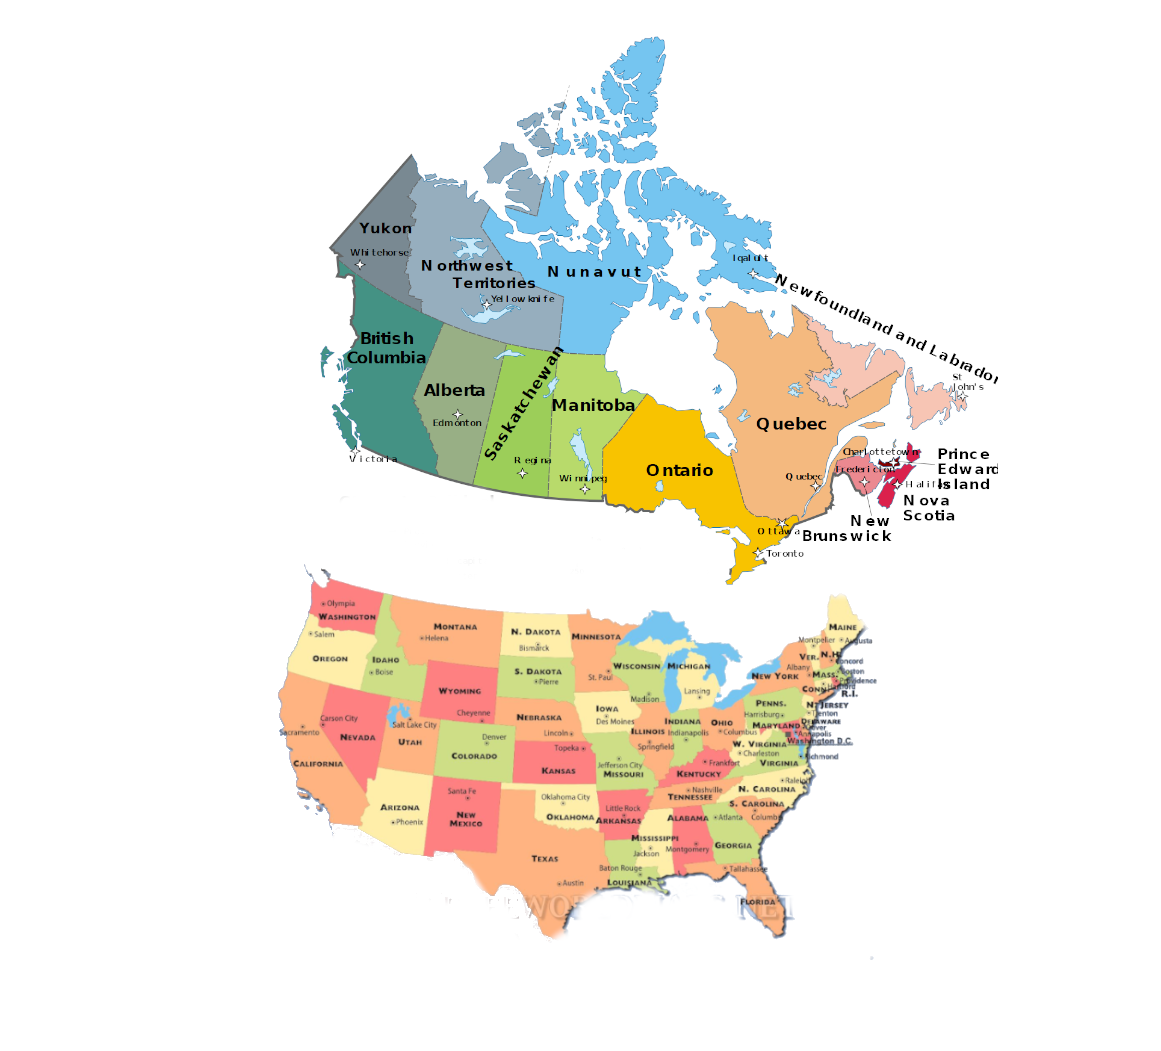 Yukon
Whitehorse
Northwest
Territories
Yellowknife
Nunavut
Iqaluit
Newfoundland and Labrador
St
John's
British
Columbia
Victoria
Alberta
Edmonton
Saskatchewan
Regina
Manitoba
Winnipeg
Ontario
Ottawa
Toronto
Quebec
Quebec
Charlottetown
Fredericton
Halifax
Prince
Edward
Island
Nova
Scotia
New
Brunswick
Olympia
WASHINGTON
Salem
OREGON
IDAHO
Boise
MONTANA
Helena
N. DAKOTA
Bismarck
MINNESOTA
St. Paul
S. DAKOTA
Pierre
WYOMING
Cheyenne
WISCONSIN
Madison
MICHIGAN
Lansing
MAINE
Augusta
Montpelier
VER.
N.H.
Concord
Albany
NEW YORK
MASS.
Boston
Providence
CONN
Hartford
R.I.
N. JERSEY
Trenton
PENNS.
Harrisburg
DELAWARE
Dover
MARYLAND
Annapolis
Washington D.C.
Carson City
Sacramento
NEVADA
CALIFORNIA
Salt Lake City
UTAH
Denver
COLORADO
NEBRASKA
Lincoln
IOWA
Des Moines
ILLINOIS
Springfield
INDIANA
Indianapolis
OHIO
Columbus
W. VIRGINIA
Charleston
VIRGINIA
Richmond
Topeka
KANSAS
Jefferson City
MISSOURI
KENTUCKY
Frankfort
TENNESSEE
Nashville
N. CAROLINA
Raleigh
S. CAROLINA
Columbia
ARIZONA
Phoenix
Santa Fe
NEW
MEXICO
Oklahoma City
OKLAHOMA
Little Rock
ARKANSAS
MISSISSIPPI
Jackson
ALABAMA
Montgomery
Atlanta
GEORGIA
TEXAS
Austin
Baton Rouge
LOUISIANA
Tallahassee
FLORIDA